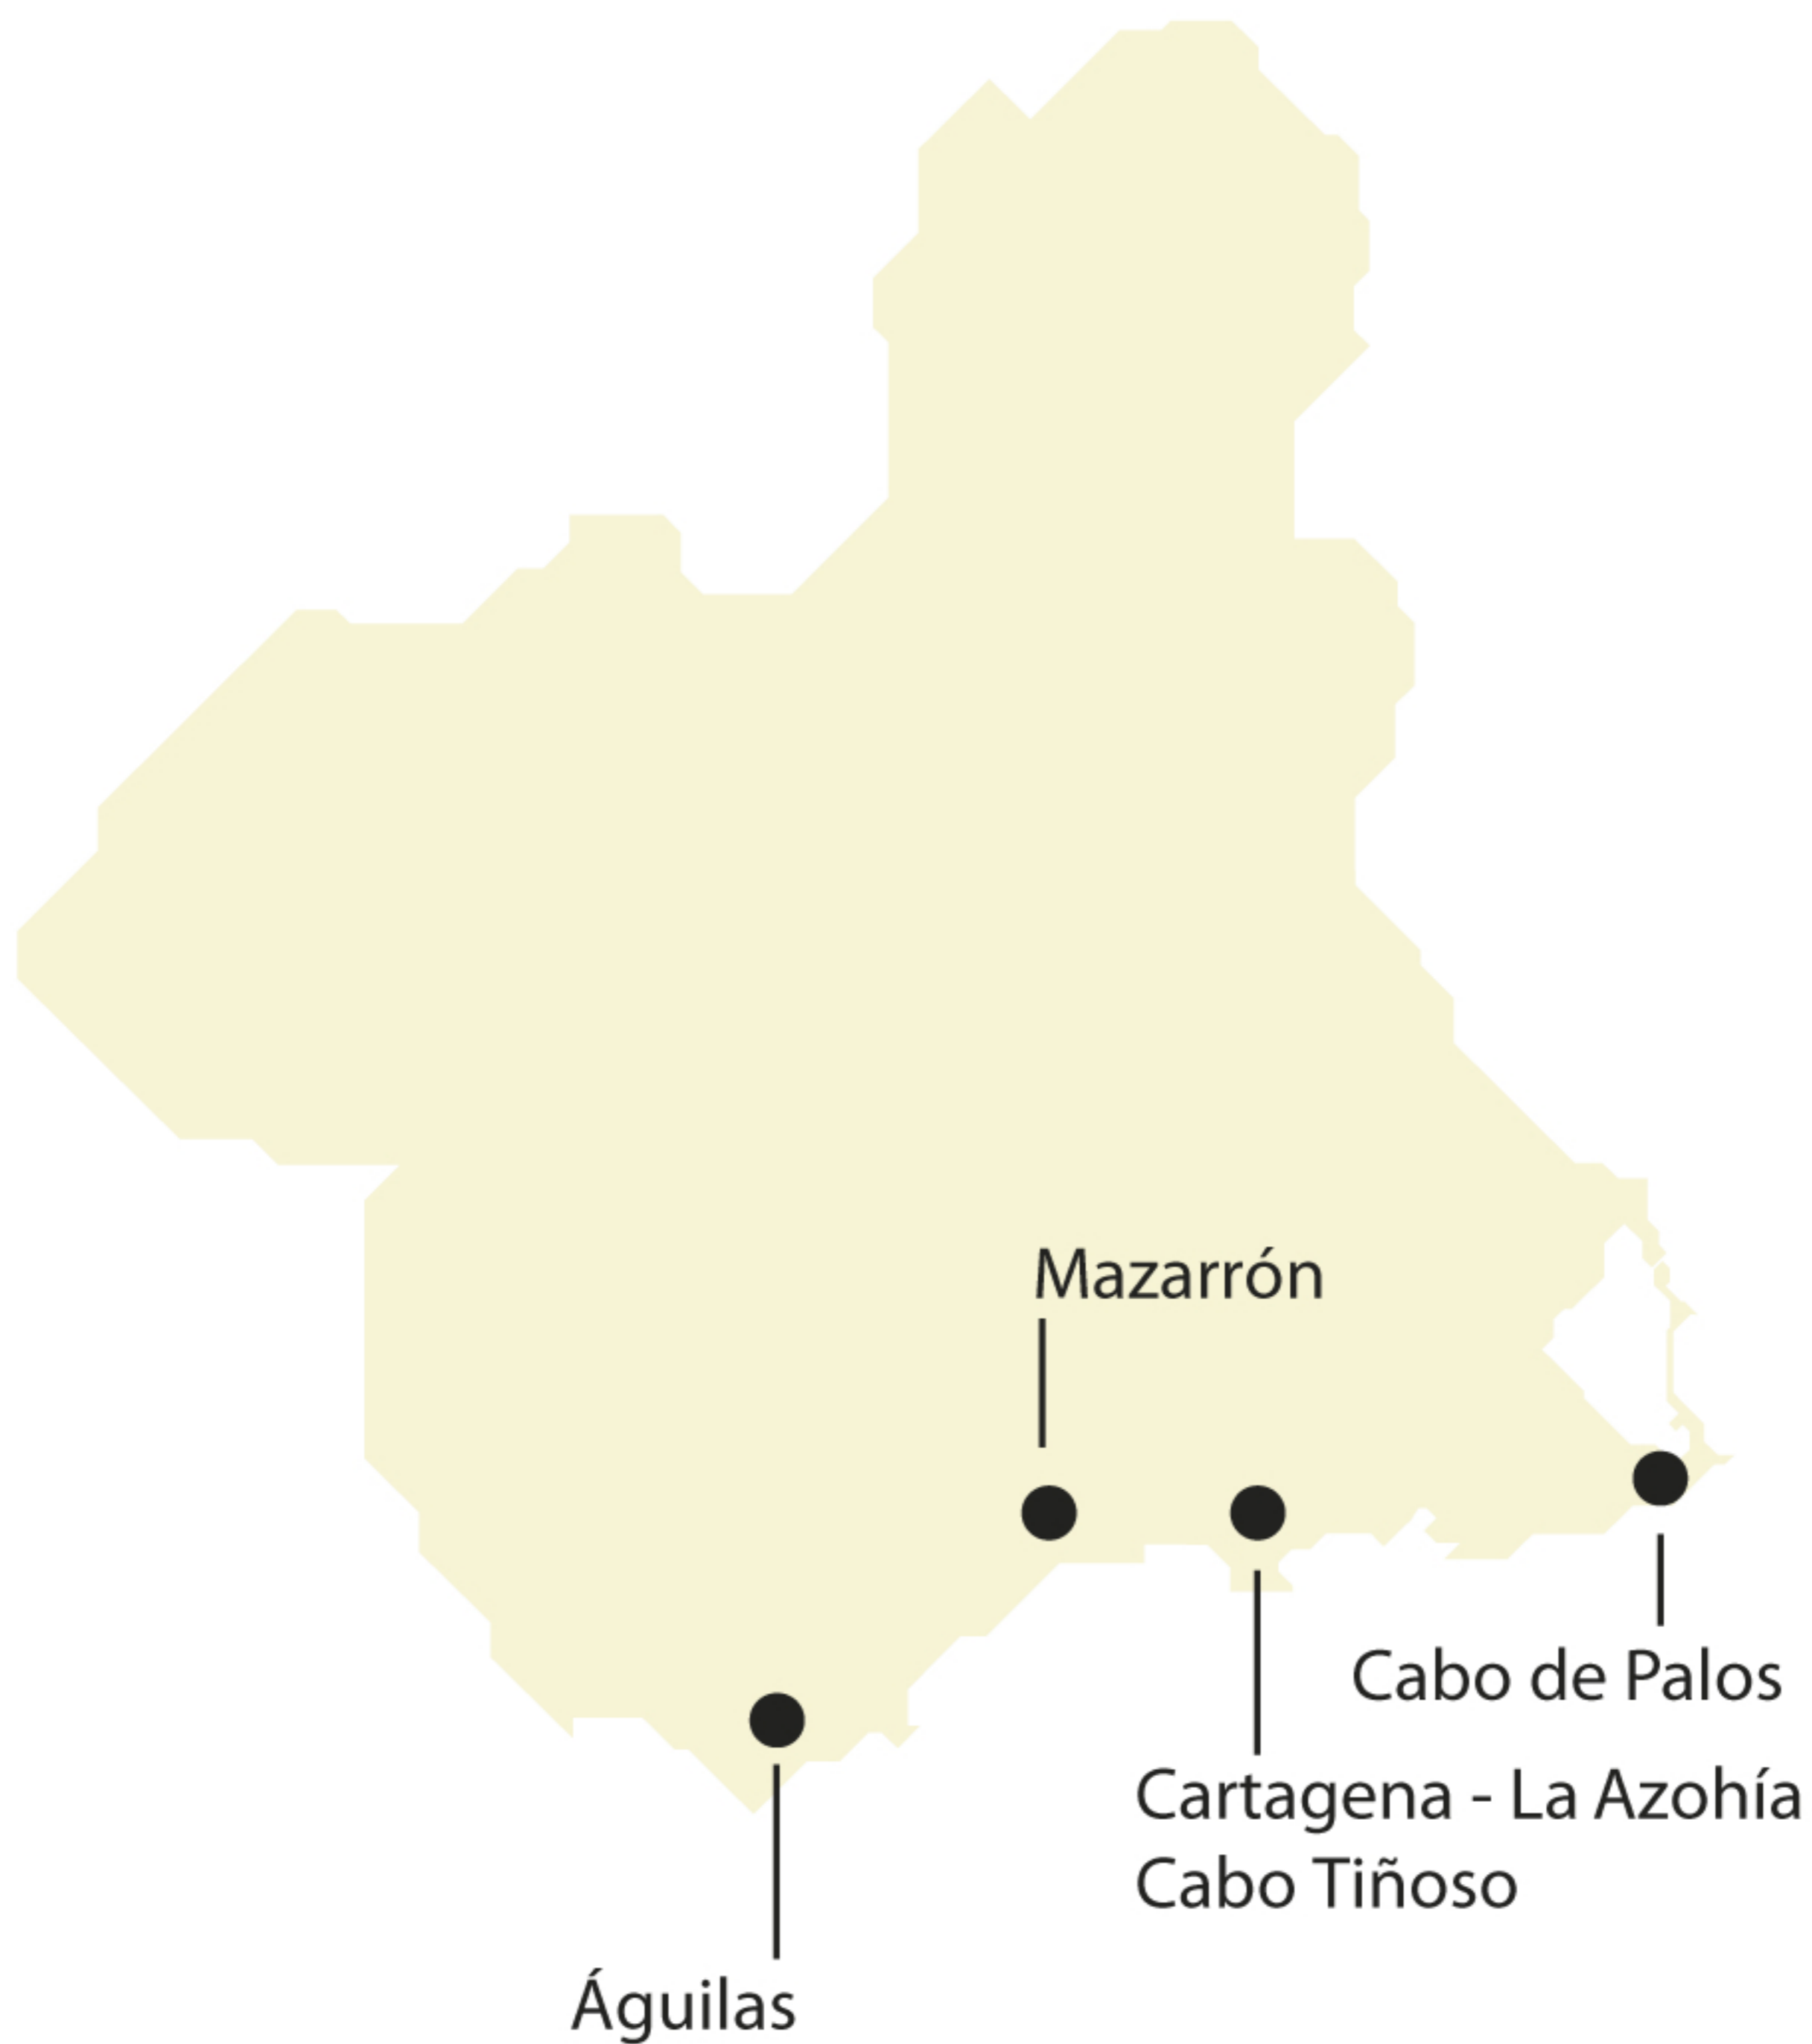 Mazarrón
Cabo de Palos
Cartagena - La Azohía
Cabo Tiñoso
Águilas